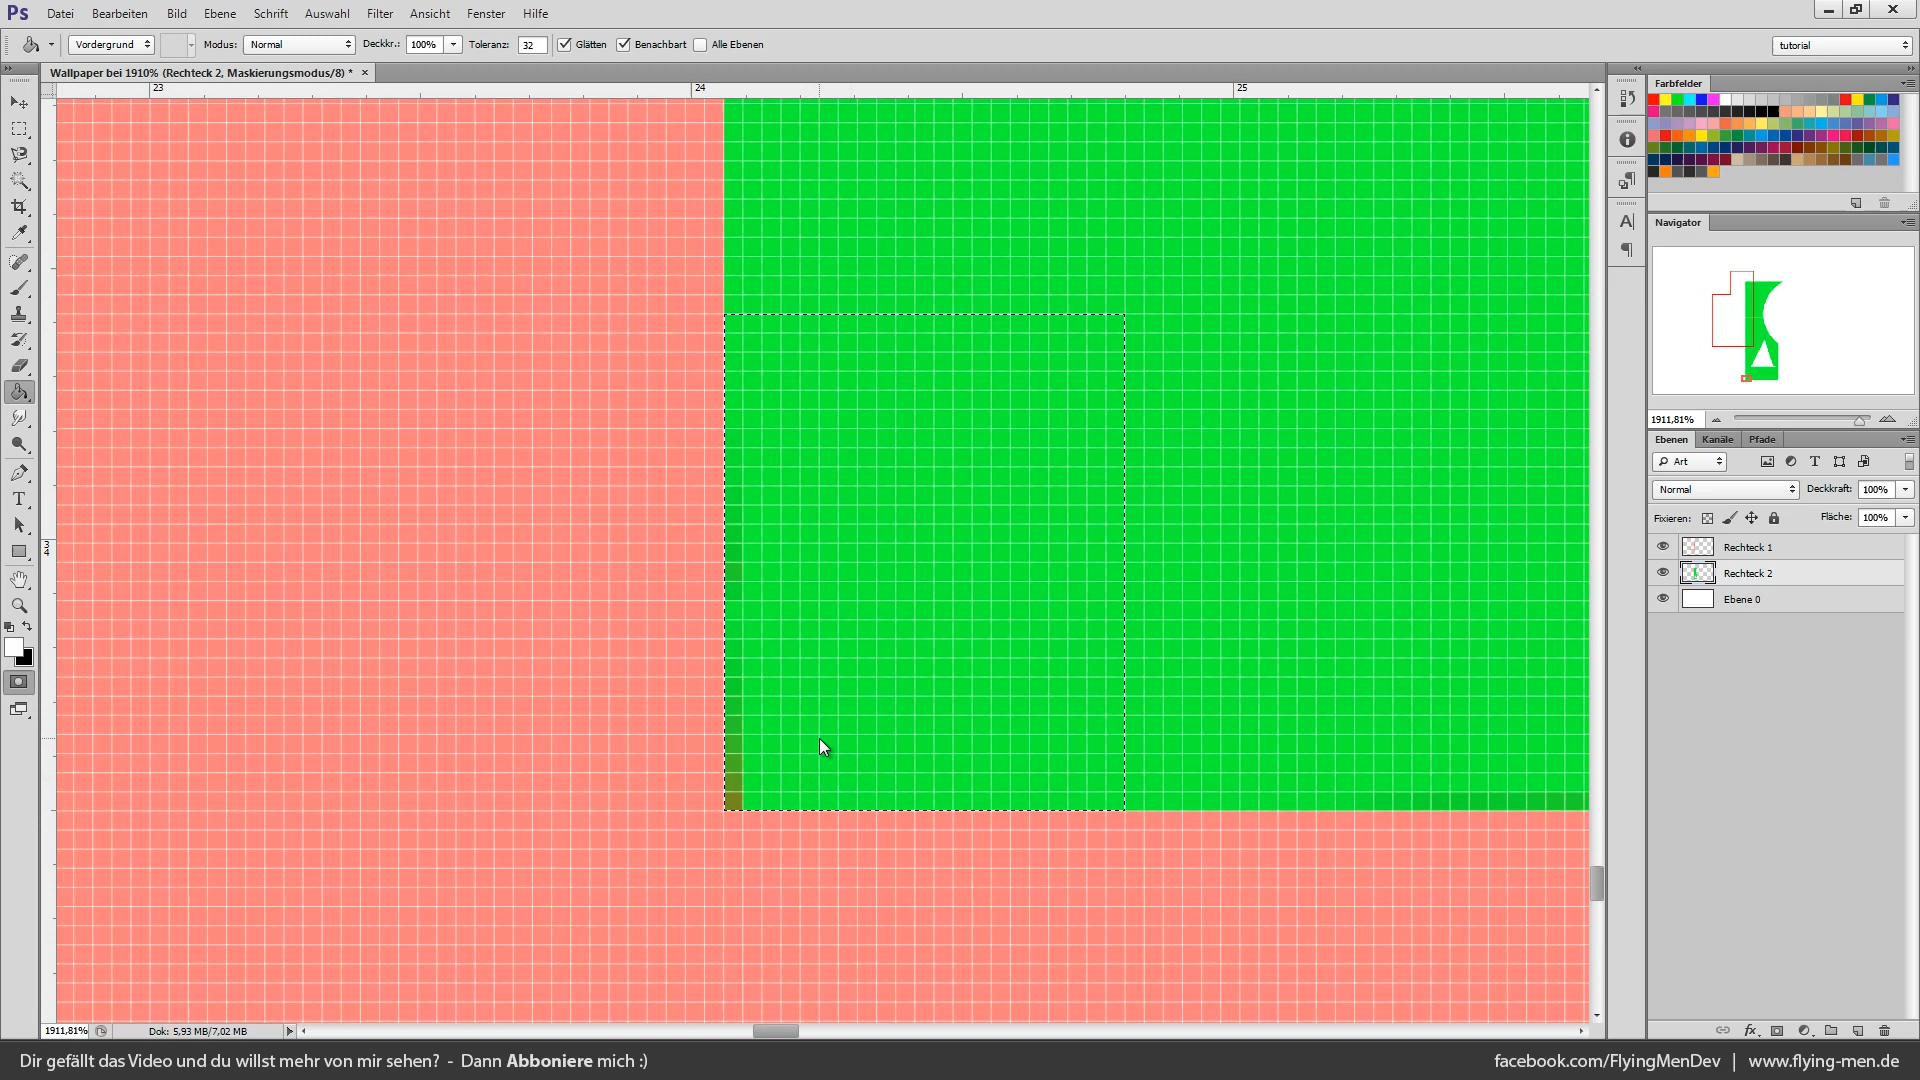 Ps Datei Bearbeiten Bild Ebene Schrift Auswahl Filter Ansicht Fenster Hilfe
Vordergrund Modus: Normal Deckkr.: 100% Toleranz: 32 Glätten Benachbart Alle Ebenen tutorial
Wallpaper bei 1910% (Rechteck 2, Maskierungsmodus/8) * ×
23 24 25
3
4
Farbfelder
Navigator
1911,81%
Ebenen Kanäle Pfade
Art
Normal Deckkraft: 100%
Fixieren: Fläche: 100%
Rechteck 1
Rechteck 2
Ebene 0
1911,81% Dok: 5,93 MB/7,02 MB
Dir gefällt das Video und du willst mehr von mir sehen? - Dann Abboniere mich :) facebook.com/FlyingMenDev | www.flying-men.de